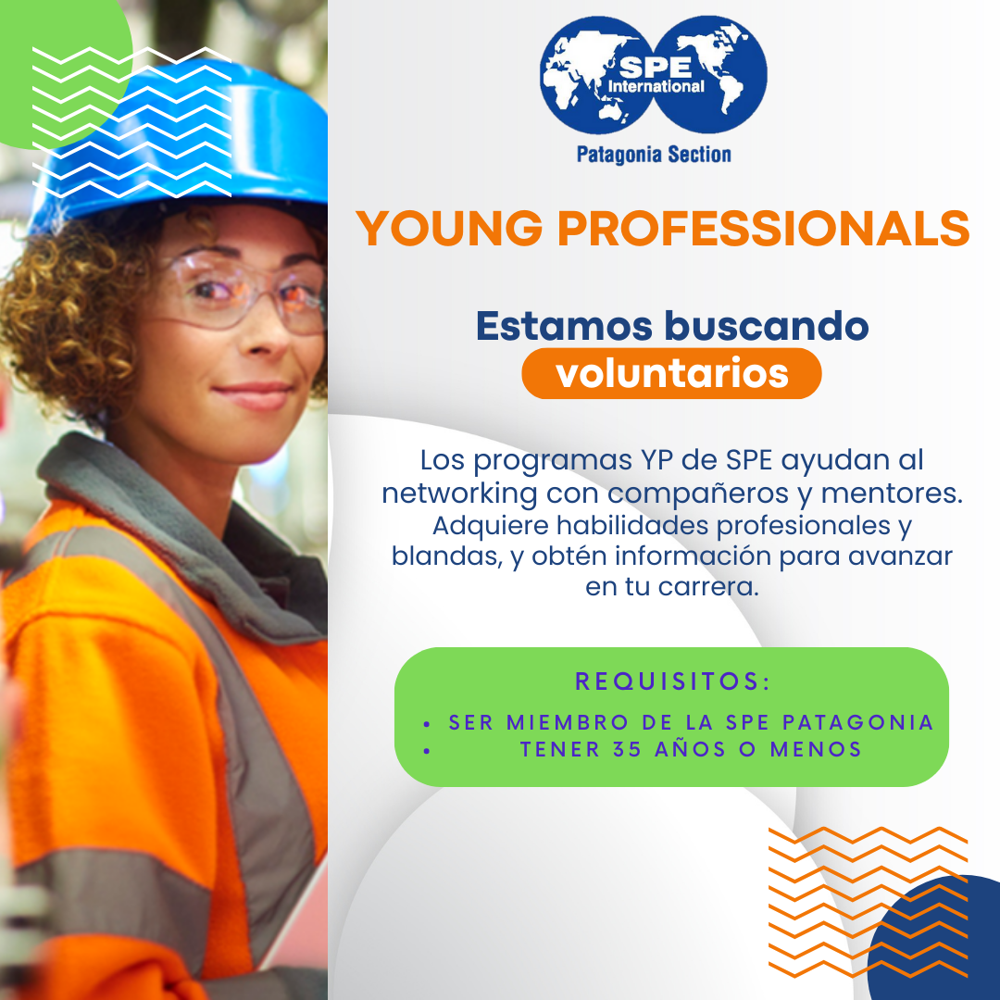 SPE
International
Patagonia Section
YOUNG PROFESSIONALS
Estamos buscando
voluntarios
Los programas YP de SPE ayudan al
networking con compañeros y mentores.
Adquiere habilidades profesionales y
blandas, y obtén información para avanzar
en tu carrera.
REQUISITOS:
• SER MIEMBRO DE LA SPE PATAGONIA
• TENER 35 AÑOS O MENOS